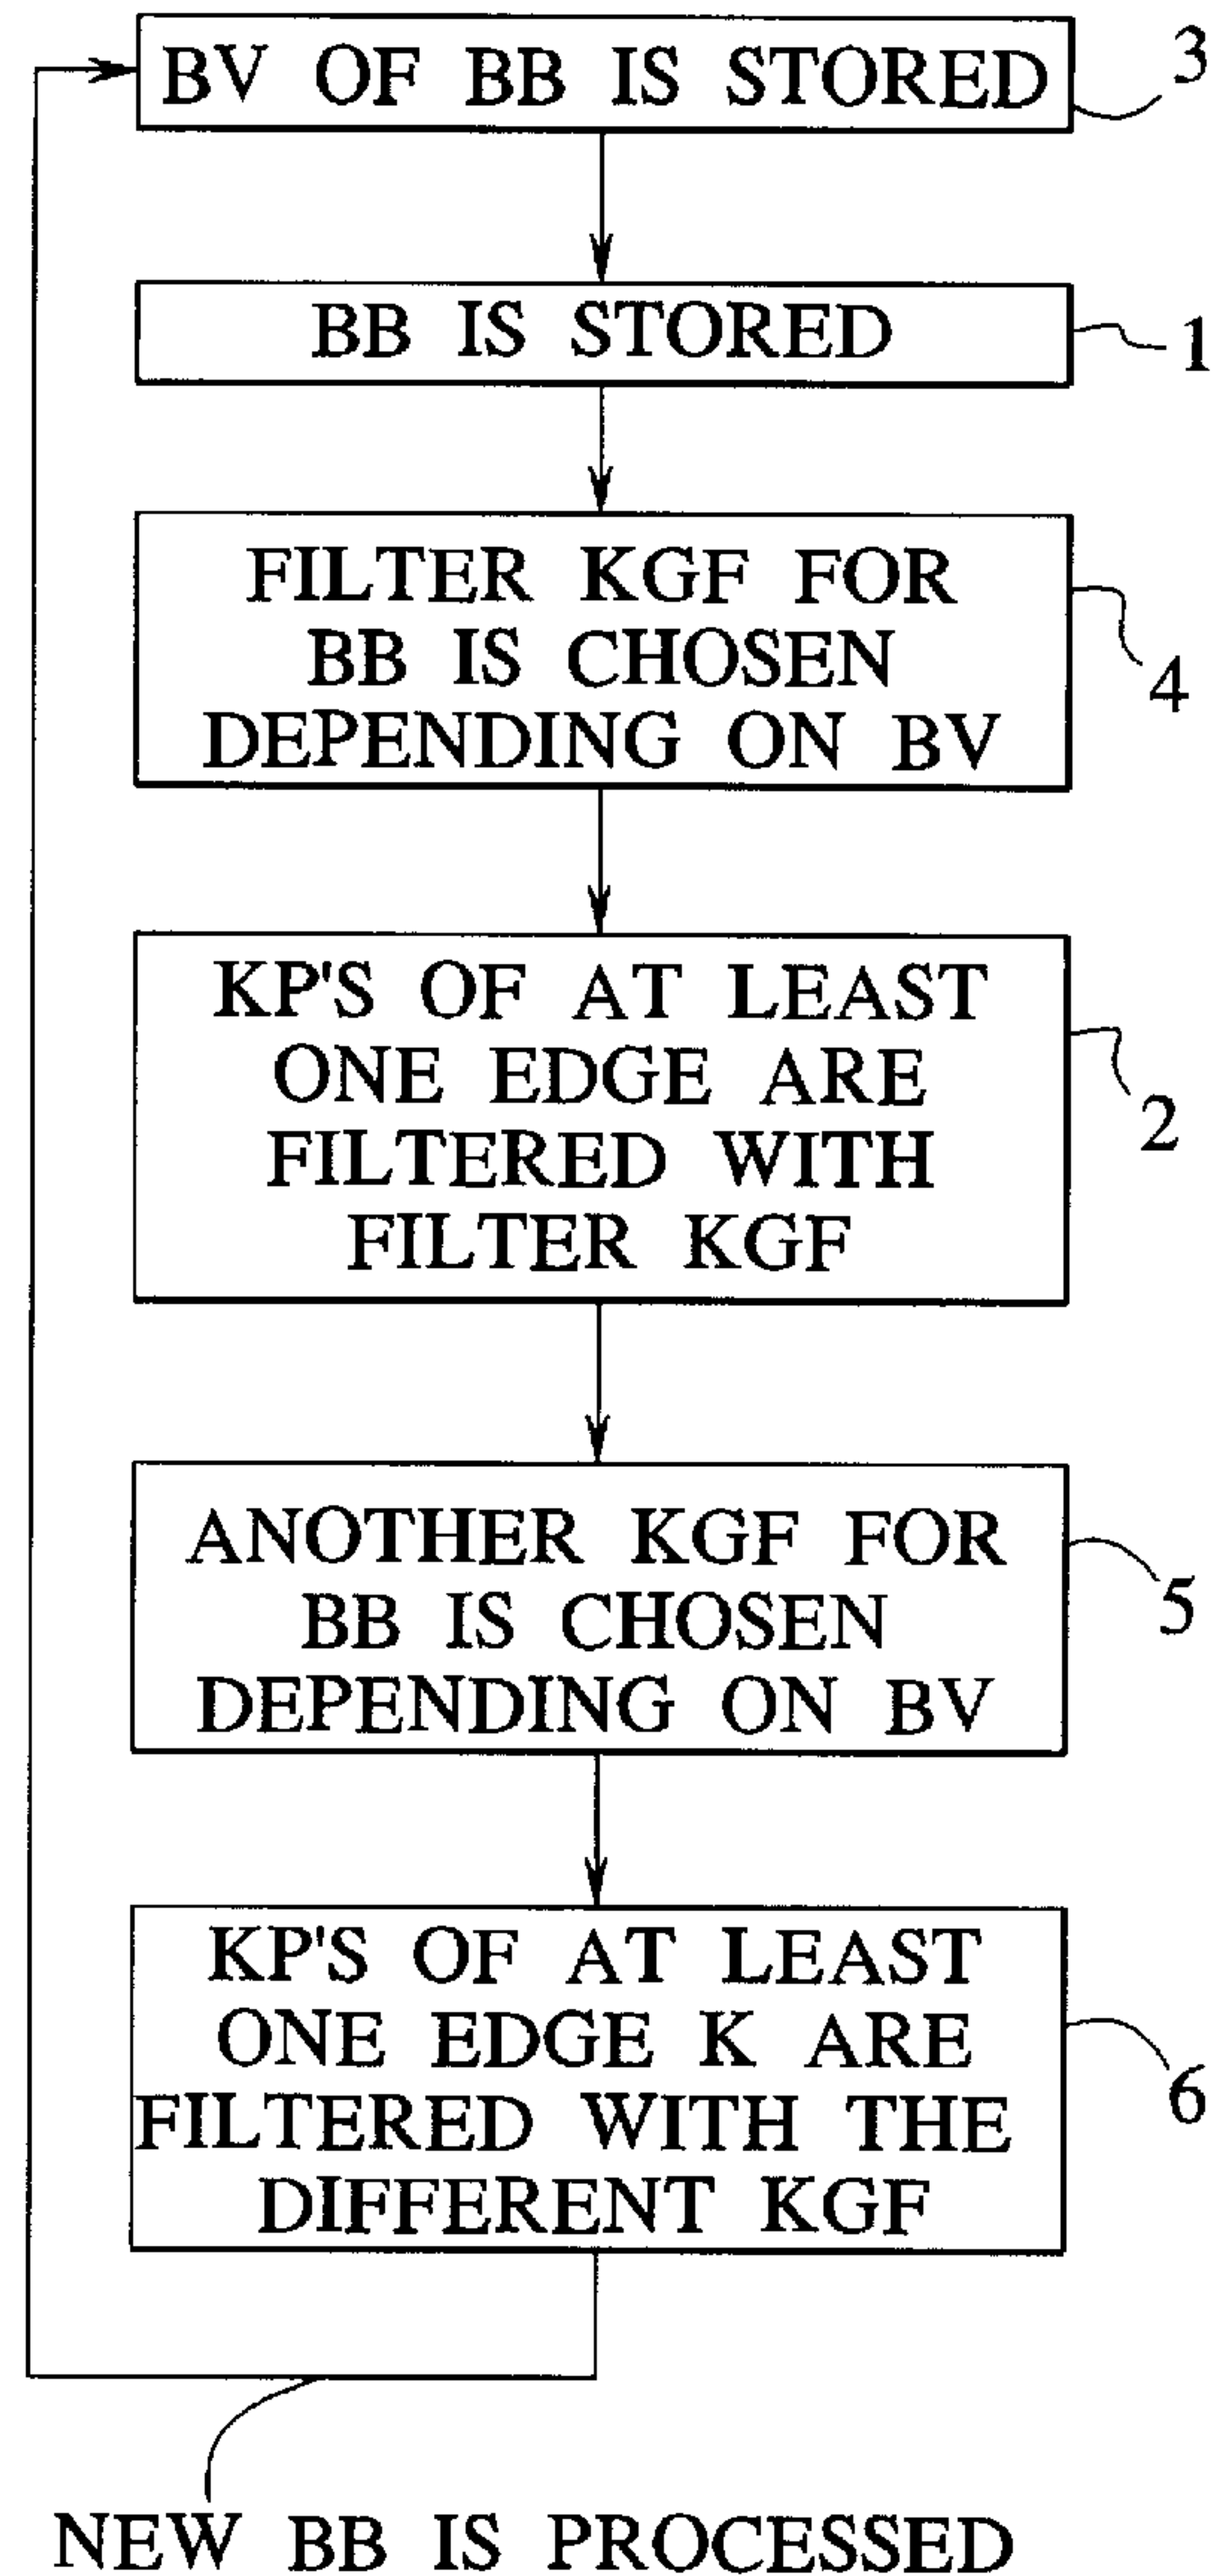 BV OF BB IS STORED
3
BB IS STORED
1
FILTER KGF FOR
BB IS CHOSEN
DEPENDING ON BV
4
KP'S OF AT LEAST
ONE EDGE ARE
FILTERED WITH
FILTER KGF
2
ANOTHER KGF FOR
BB IS CHOSEN
DEPENDING ON BV
5
KP'S OF AT LEAST
ONE EDGE K ARE
FILTERED WITH THE
DIFFERENT KGF
6
NEW BB IS PROCESSED